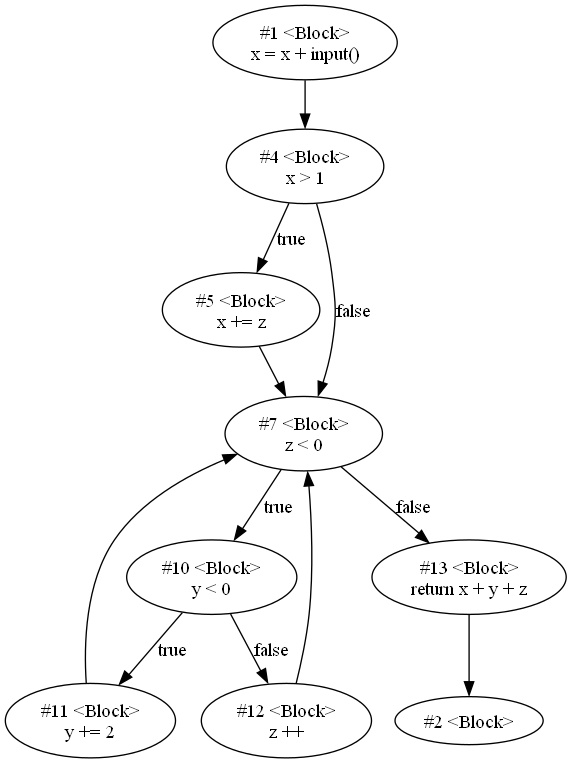 #1 <Block>
x = x + input()
#4 <Block>
x > 1
true
#5 <Block>
x += z
false
#7 <Block>
z < 0
true
false
#10 <Block>
y < 0
#13 <Block>
return x + y + z
true
false
#11 <Block>
y += 2
#12 <Block>
z ++
#2 <Block>